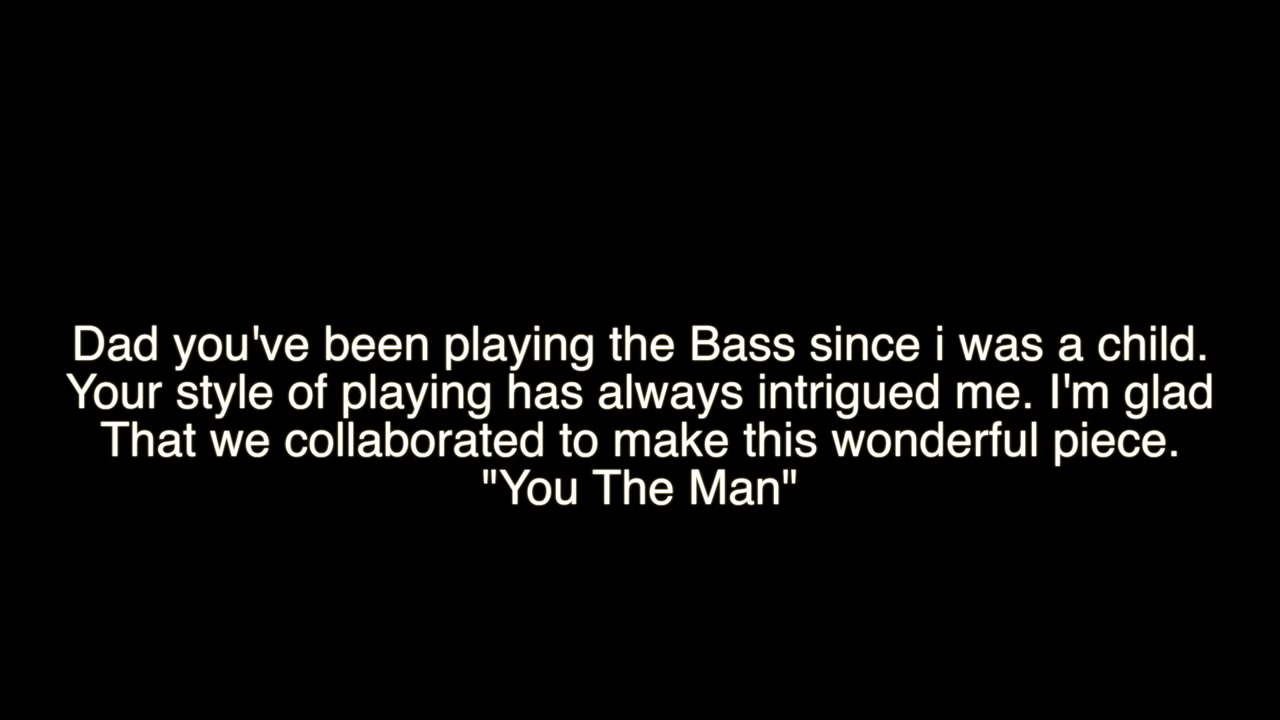 Dad you've been playing the Bass since i was a child.
Your style of playing has always intrigued me. I'm glad
That we collaborated to make this wonderful piece.
"You The Man"